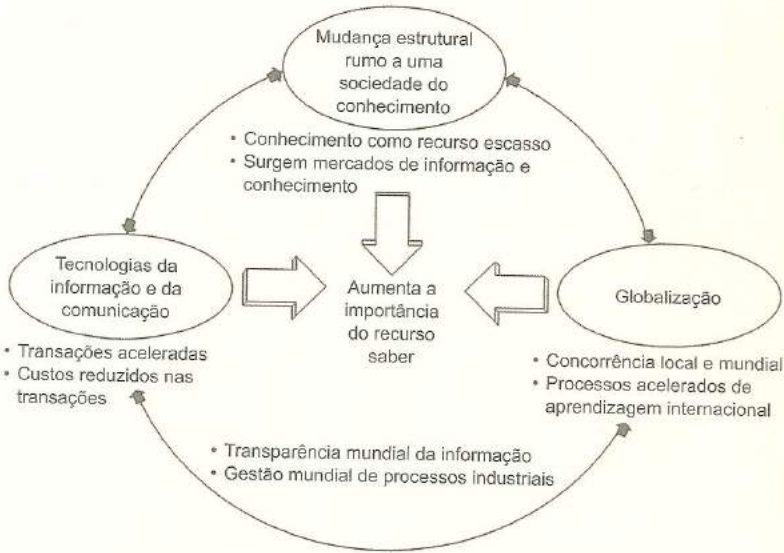 Mudança estrutural
rumo a uma
sociedade do
conhecimento
• Conhecimento como recurso escasso
• Surgem mercados de informação e
conhecimento
Tecnologias da
informação e da
comunicação
• Transações aceleradas
• Custos reduzidos nas
transações
Aumenta a
importância
do recurso
saber
Globalização
• Concorrência local e mundial
• Processos acelerados de
aprendizagem internacional
• Transparência mundial da informação
• Gestão mundial de processos industriais